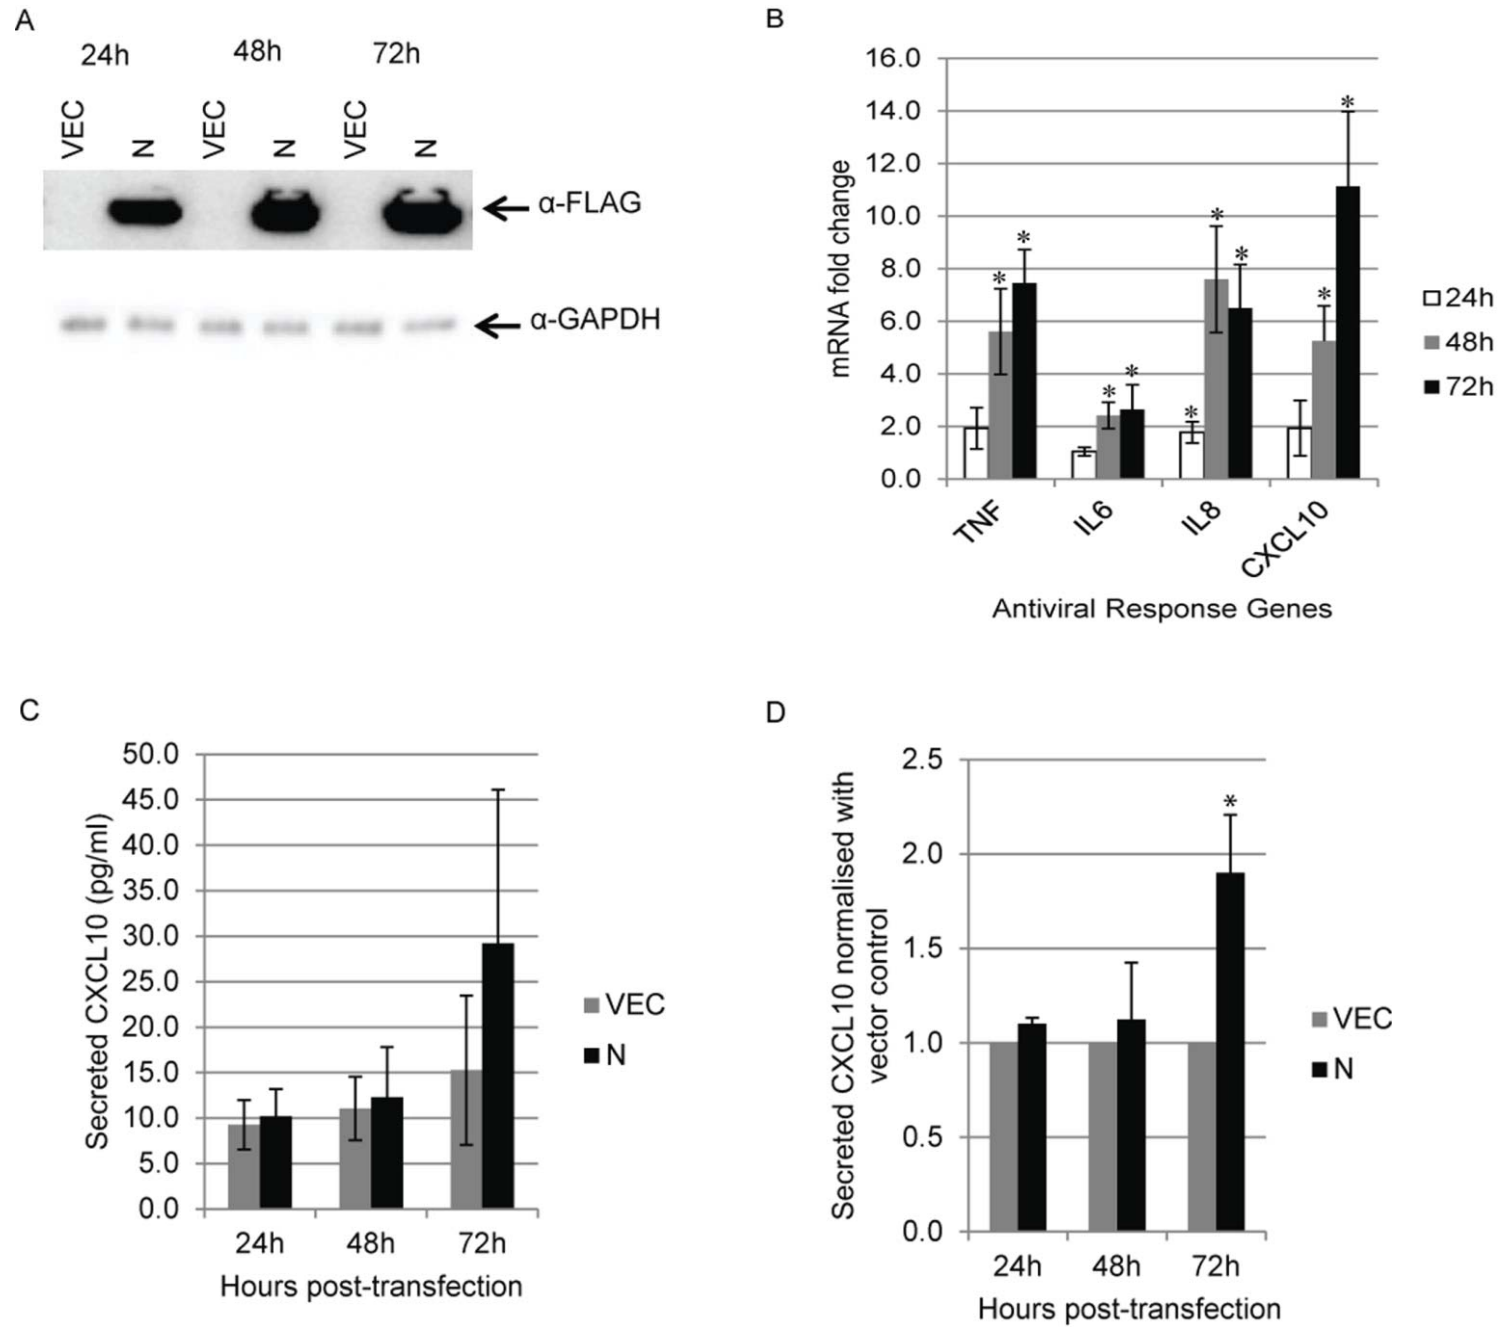 A
24h 48h 72h
VEC N VEC N VEC N
α-FLAG
α-GAPDH
B
mRNA fold change
16.0
14.0
12.0
10.0
8.0
6.0
4.0
2.0
0.0
* * * * * * * * *
TNF IL6 IL8 CXCL10
Antiviral Response Genes
24h
48h
72h
C
Secreted CXCL10 (pg/ml)
50.0
45.0
40.0
35.0
30.0
25.0
20.0
15.0
10.0
5.0
0.0
24h 48h 72h
Hours post-transfection
VEC
N
D
Secreted CXCL10 normalised with
vector control
2.5
2.0
1.5
1.0
0.5
0.0
*
24h 48h 72h
Hours post-transfection
VEC
N